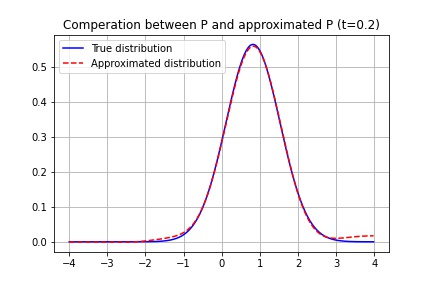 Comperation between P and approximated P (t=0.2)
True distribution
Approximated distribution
0.5
0.4
0.3
0.2
0.1
0.0
−4 −3 −2 −1 0 1 2 3 4